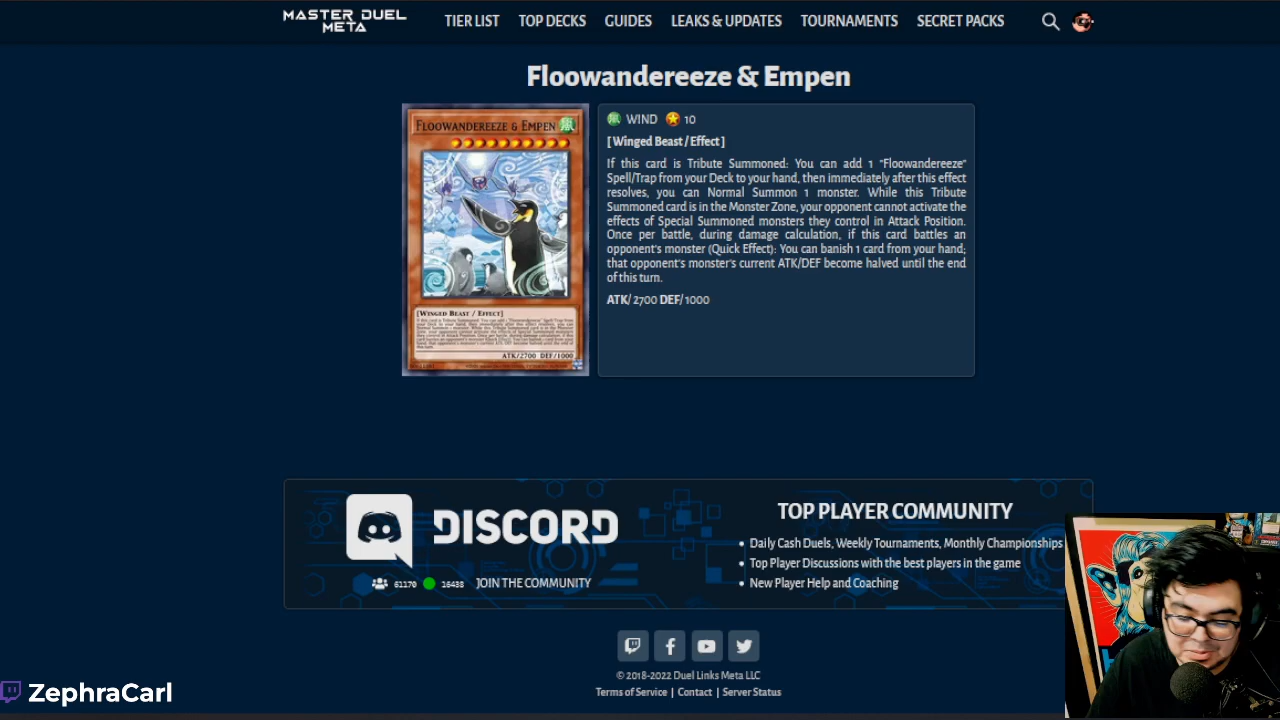 MASTER DUEL
META
TIER LIST TOP DECKS GUIDES LEAKS & UPDATES TOURNAMENTS SECRET PACKS
Floowandereeze & Empen
FLOOWANDEREEZE & EMPEN
[WINGED BEAST / EFFECT]
ATK/2700 DEF/1000
WIND 10
[ Winged Beast / Effect ]
If this card is Tribute Summoned: You can add 1 "Floowandereeze"
Spell/Trap from your Deck to your hand, then immediately after this effect
resolves, you can Normal Summon 1 monster. While this Tribute
Summoned card is in the Monster Zone, your opponent cannot activate the
effects of Special Summoned monsters they control in Attack Position.
Once per battle, during damage calculation, if this card battles an
opponent's monster (Quick Effect): You can banish 1 card from your hand;
that opponent's monster's current ATK/DEF become halved until the end
of this turn.
ATK/ 2700 DEF/ 1000
DISCORD
61170 16438 JOIN THE COMMUNITY
TOP PLAYER COMMUNITY
• Daily Cash Duels, Weekly Tournaments, Monthly Championships
• Top Player Discussions with the best players in the game
• New Player Help and Coaching
© 2018-2022 Duel Links Meta LLC
Terms of Service | Contact | Server Status
ZephraCarl